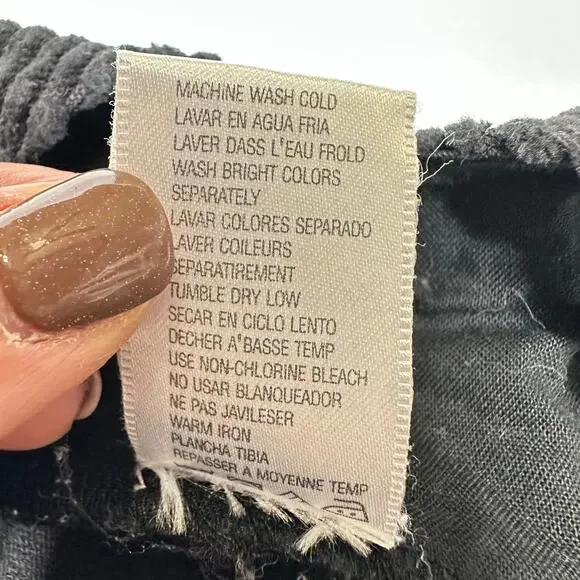 MACHINE WASH COLD
LAVAR EN AGUA FRIA
LAVER DASS L'EAU FROLD
WASH BRIGHT COLORS
SEPARATELY
LAVAR COLORES SEPARADO
LAVER COILEURS
SEPARATIREMENT
TUMBLE DRY LOW
SECAR EN CICLO LENTO
DECHER A'BASSE TEMP
USE NON-CHLORINE BLEACH
NO USAR BLANQUEADOR
NE PAS JAVILESER
WARM IRON
PLANCHA TIBIA
REPASSER A MOYENNE TEMP